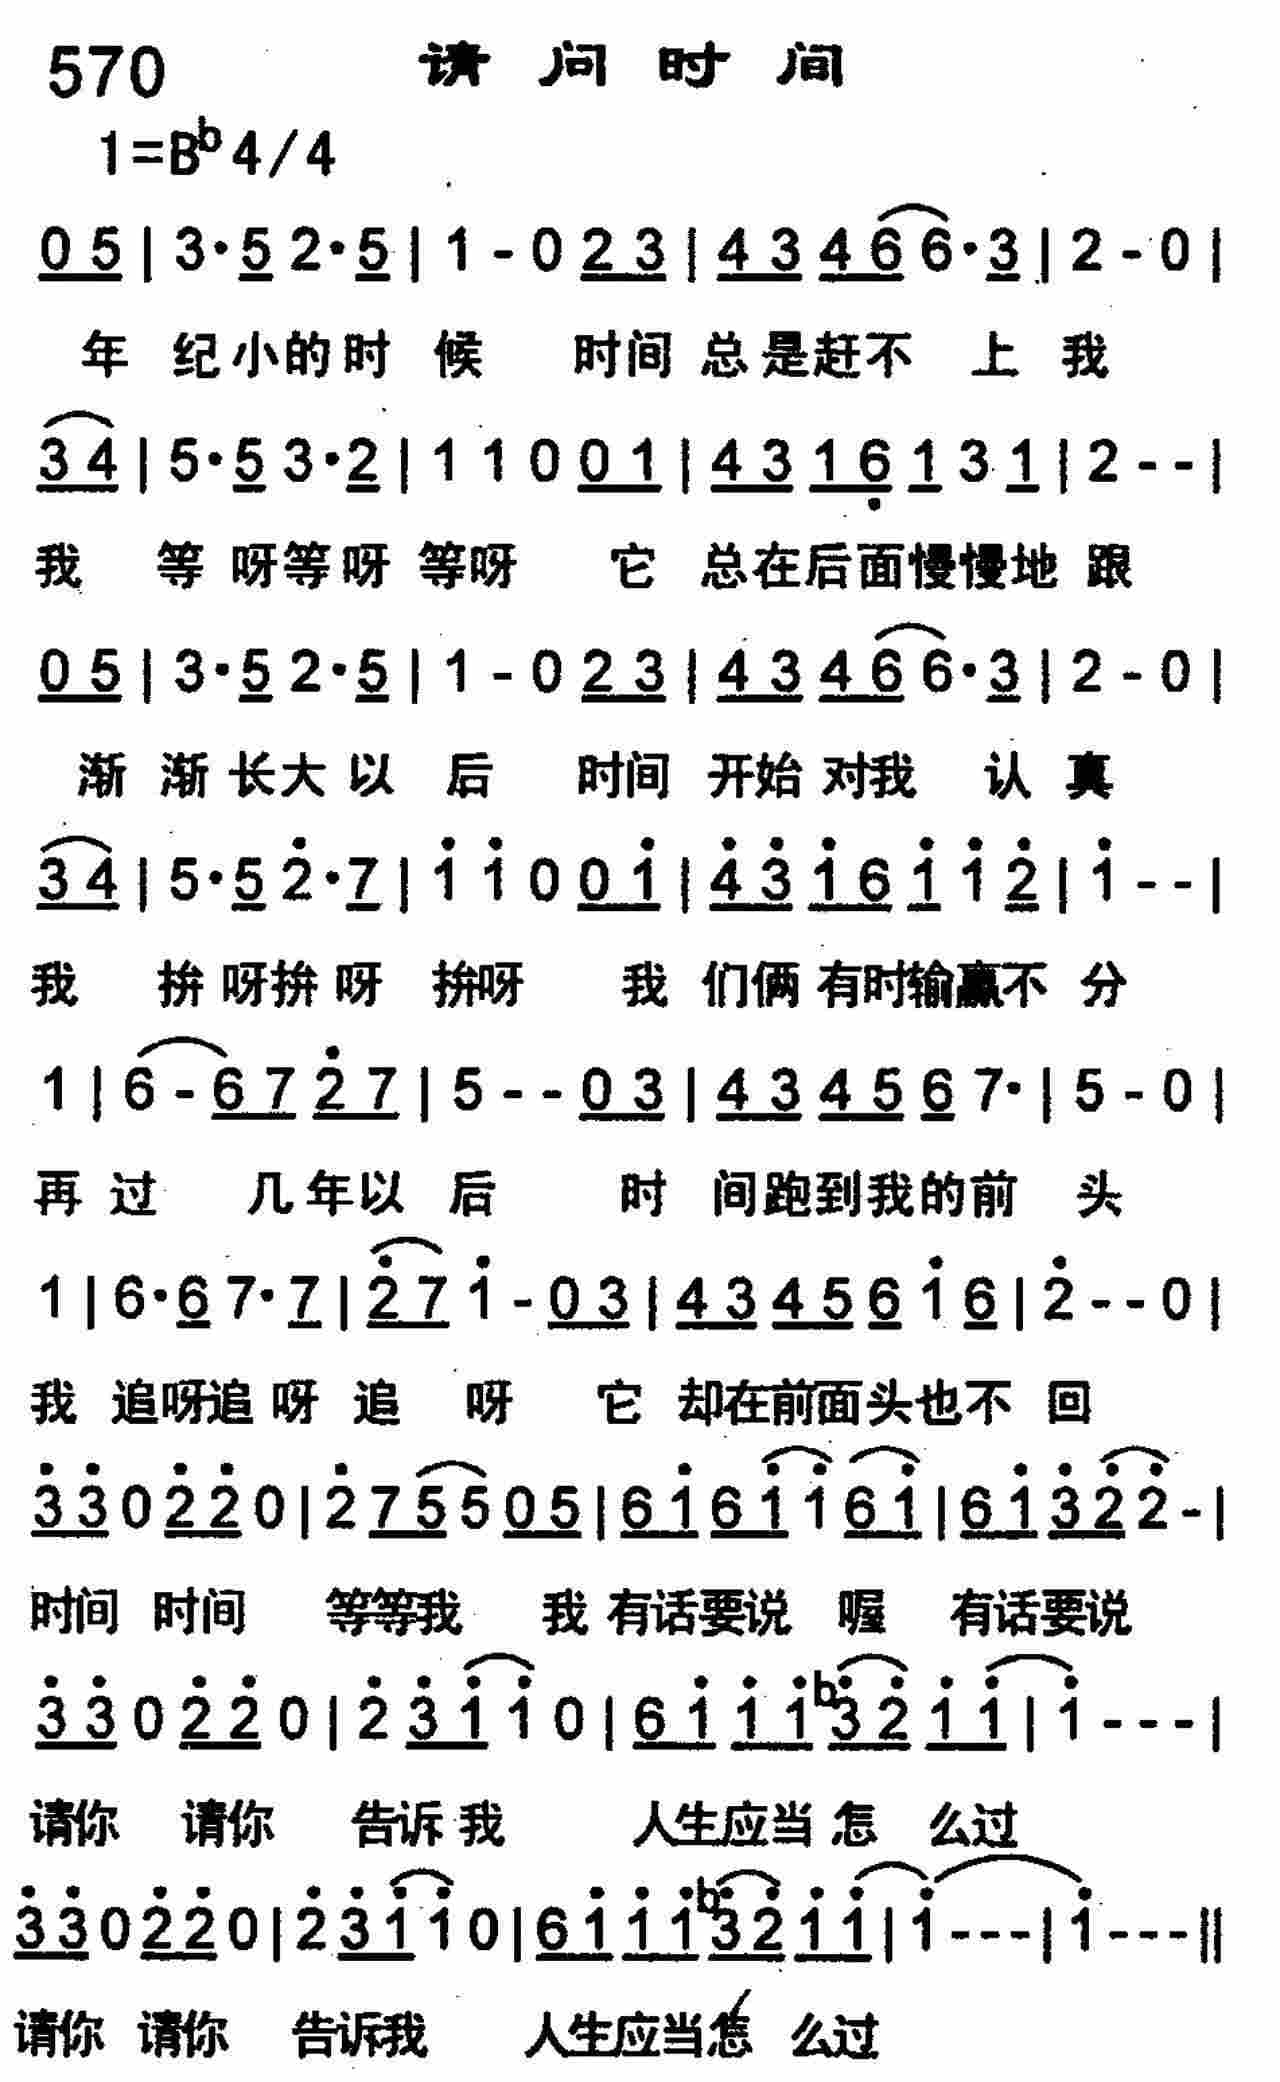 570 请问时间
1=Bb 4/4
0 5 | 3· 5 2· 5 | 1 - 0 2 3 | 4 3 4 6 6· 3 | 2 - 0 |
年 纪小的时 候 时间 总是赶不 上 我
3 4 | 5· 5 3· 2 | 1 1 0 0 1 | 4 3 1 6̣ 1 3 1 | 2 - - |
我 等呀等呀 等呀 它 总在后面慢慢地 跟
0 5 | 3· 5 2· 5 | 1 - 0 2 3 | 4 3 4 6 6· 3 | 2 - 0 |
渐 渐长大以 后 时间 开始对我 认 真
3 4 | 5· 5 2̇· 7 | 1̇ 1̇ 0 0 1̇ | 4̇ 3̇ 1̇ 6 1̇ 1̇ 2̇ | 1̇ - - |
我 拚呀拚呀 拚呀 我 们俩有时输赢不 分
1 | 6 - 6 7 2̇ 7 | 5 - - 0 3 | 4 3 4 5 6 7· | 5 - 0 |
再 过 几年以 后 时 间跑到我的前 头
1 | 6· 6 7· 7 | 2̇ 7 1̇ - 0 3 | 4 3 4 5 6 1̇ 6 | 2̇ - - 0 |
我 追呀追呀 追 呀 它 却在前面头也不 回
3̇ 3̇ 0 2̇ 2̇ 0 | 2̇ 7 5 5 0 5 | 6 1̇ 6 1̇ 1̇ 6 1̇ | 6 1̇ 3̇ 2̇ 2̇ - |
时间 时间 等等我 我 有话要说 喔 有话要说
3̇ 3̇ 0 2̇ 2̇ 0 | 2̇ 3̇ 1̇ 1̇ 0 | 6 1̇ 1̇ 1̇ b3̇ 2̇ 1̇ 1̇ | 1̇ - - - |
请你 请你 告诉我 人生应当怎 么过
3̇ 3̇ 0 2̇ 2̇ 0 | 2̇ 3̇ 1̇ 1̇ 0 | 6 1̇ 1̇ 1̇ b3̇ 2̇ 1̇ 1̇ | 1̇ - - - | 1̇ - - - ||
请你 请你 告诉我 人生应当怎 么过